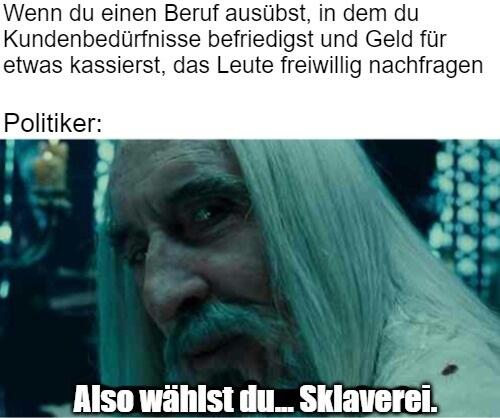 Wenn du einen Beruf ausübst, in dem du
Kundenbedürfnisse befriedigst und Geld für
etwas kassierst, das Leute freiwillig nachfragen
Politiker:
Also wählst du... Sklaverei.